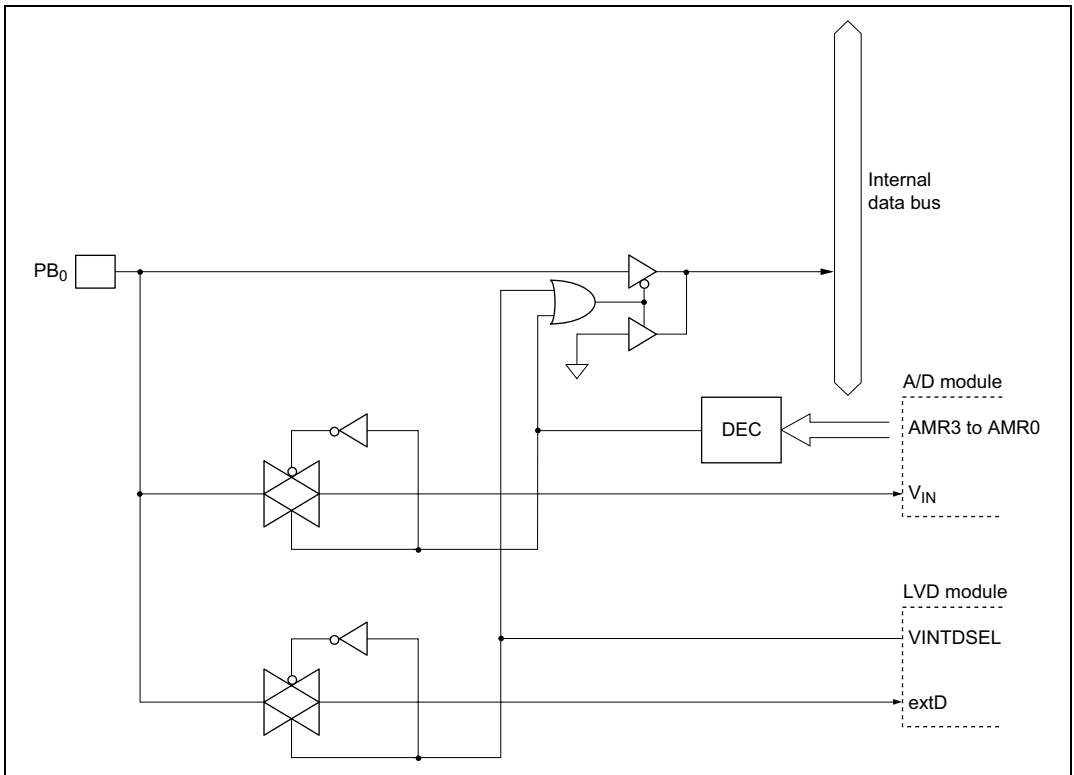 Internal
data bus
PB0
A/D module
DEC
AMR3 to AMR0
VIN
LVD module
VINTDSEL
extD